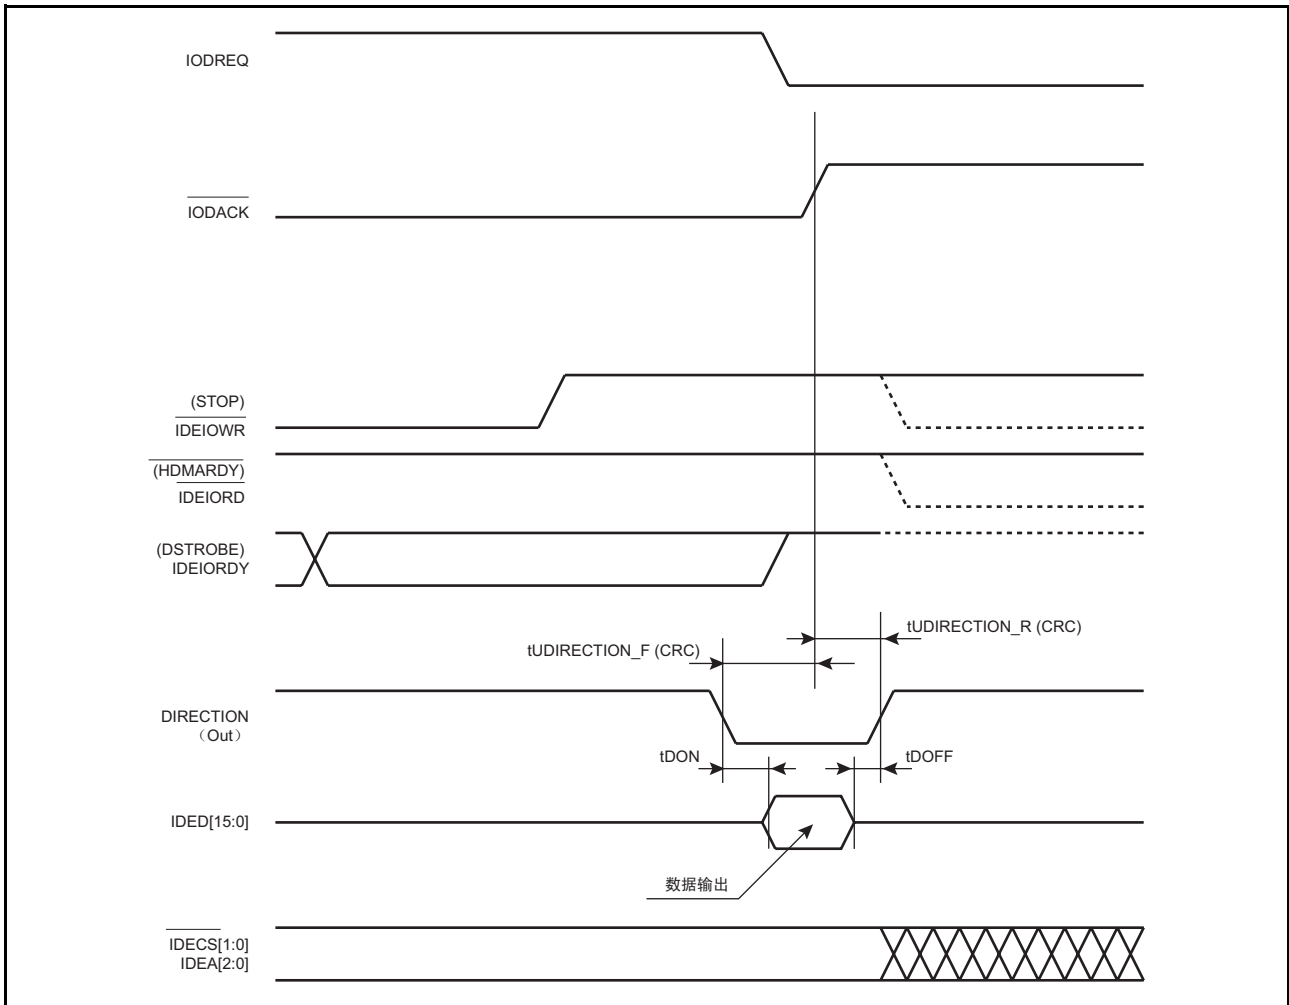 IODREQ
IODACK
(STOP)
IDEIOWR
(HDMARDY)
IDEIORD
(DSTROBE)
IDEIORDY
tUDIRECTION_R (CRC)
tUDIRECTION_F (CRC)
DIRECTION
（Out）
tDON
tDOFF
IDED[15:0]
数据输出
IDECS[1:0]
IDEA[2:0]